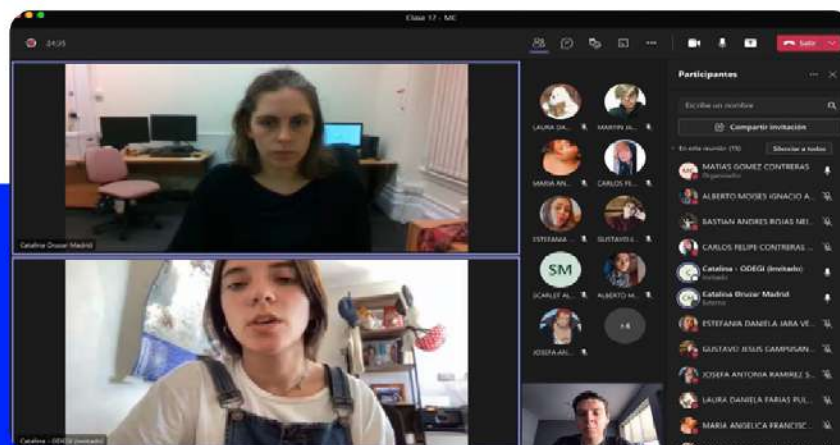 Clase 17 - MC
24:35
Salir
Catalina Druzar Madrid
Catalina - ODEGI (Invitado)
LAURA DA...
MARTIN JA...
MARIA AN...
CARLOS FE...
ESTEFANIA ...
GUSTAVO J...
SM
SCARLET AL...
ALBERTO M...
JOSEFA AN...
+4
Participantes
Escribe un nombre
Compartir invitación
En esta reunión (15)
Silenciar a todos
MATIAS GOMEZ CONTRERAS
Organizador
ALBERTO MOISES IGNACIO A...
BASTIAN ANDRES ROJAS NEI...
CARLOS FELIPE CONTRERAS ...
Catalina - ODEGI (Invitado)
Invitado
Catalina Druzar Madrid
Externo
ESTEFANIA DANIELA JARA VE...
GUSTAVO JESUS CAMPUSAN...
JOSEFA ANTONIA RAMIREZ S...
LAURA DANIELA FARIAS PUL...
MARIA ANGELICA FRANCISC...